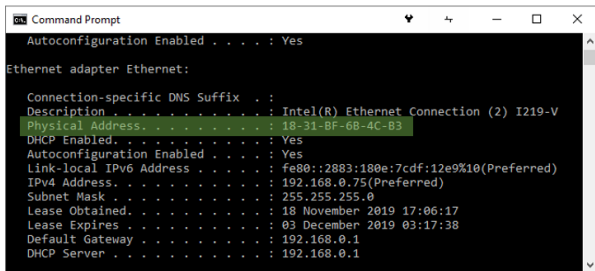 Command Prompt
Autoconfiguration Enabled . . . . : Yes
Ethernet adapter Ethernet:
Connection-specific DNS Suffix  . :
Description . . . . . . . . . . . : Intel(R) Ethernet Connection (2) I219-V
Physical Address. . . . . . . . . : 18-31-BF-6B-4C-B3
DHCP Enabled. . . . . . . . . . . : Yes
Autoconfiguration Enabled . . . . : Yes
Link-local IPv6 Address . . . . . : fe80::2883:180e:7cdf:12e9%10(Preferred)
IPv4 Address. . . . . . . . . . . : 192.168.0.75(Preferred)
Subnet Mask . . . . . . . . . . . : 255.255.255.0
Lease Obtained. . . . . . . . . . : 18 November 2019 17:06:17
Lease Expires . . . . . . . . . . : 03 December 2019 03:17:38
Default Gateway . . . . . . . . . : 192.168.0.1
DHCP Server . . . . . . . . . . . : 192.168.0.1